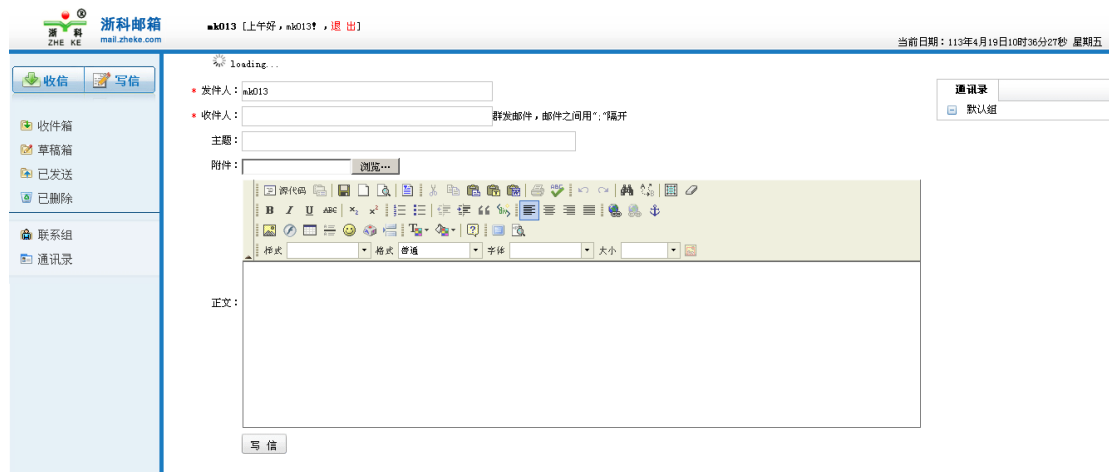 浙 科
ZHE KE
®
浙科邮箱
mail.zheke.com
mk013 [上午好，mk013! ，退 出]
当前日期：113年4月19日10时36分27秒 星期五
收信
写信
收件箱
草稿箱
已发送
已删除
联系组
通讯录
loading...
* 发件人：mk013
* 收件人：
群发邮件，邮件之间用";"隔开
主题：
附件：
浏览…
源代码
B I U ABC x₂ x²
样式
格式 普通
字体
大小
正文：
写 信
通讯录
默认组